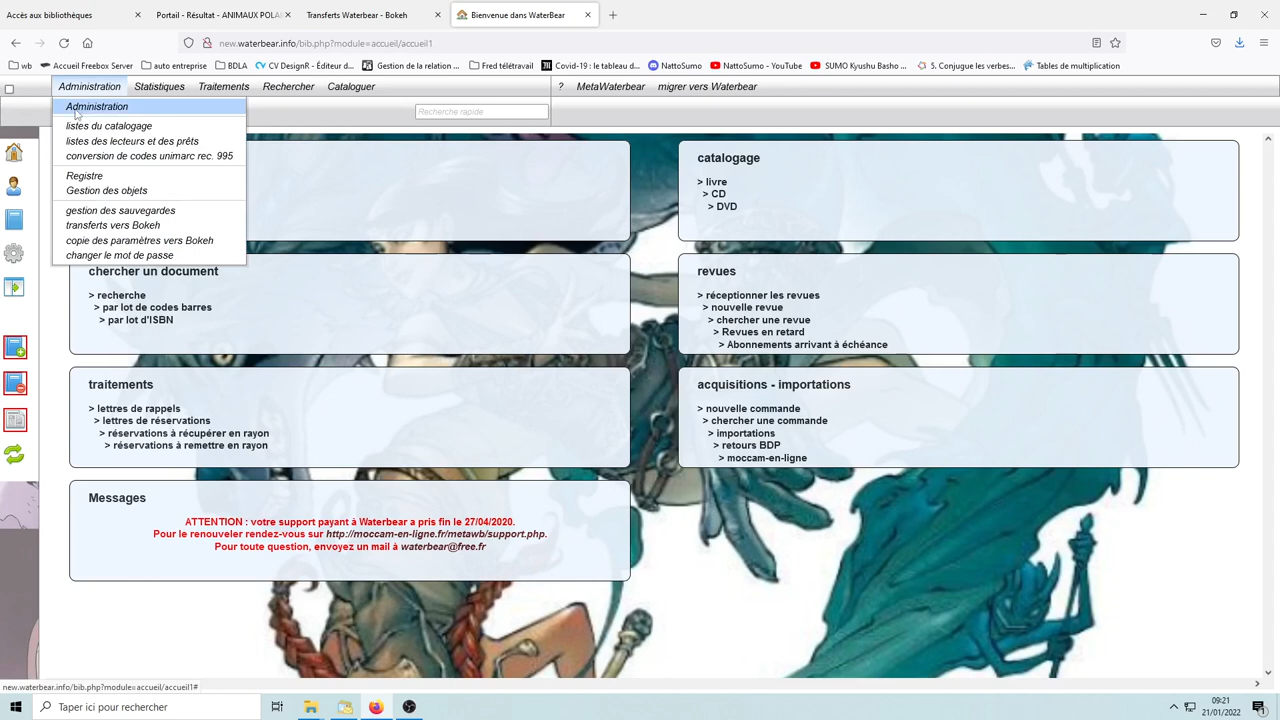 Accès aux bibliothèques
Portail - Résultat - ANIMAUX POLAI
Transferts Waterbear - Bokeh
Bienvenue dans WaterBear
new.waterbear.info/bib.php?module=accueil/accueil1
wb
Accueil Freebox Server
auto entreprise
BDLA
CV DesignR - Éditeur d...
Gestion de la relation ...
Fred télétravail
Covid-19 : le tableau d...
NattoSumo
NattoSumo - YouTube
SUMO Kyushu Basho ...
5. Conjugue les verbes...
Tables de multiplication
Administration
Statistiques
Traitements
Rechercher
Cataloguer
?
MetaWaterbear
migrer vers Waterbear
Administration
Recherche rapide
listes du catalogage
listes des lecteurs et des prêts
conversion de codes unimarc rec. 995
Registre
Gestion des objets
gestion des sauvegardes
transferts vers Bokeh
copie des paramètres vers Bokeh
changer le mot de passe
catalogage
> livre
> CD
> DVD
chercher un document
> recherche
> par lot de codes barres
> par lot d'ISBN
revues
> réceptionner les revues
> nouvelle revue
> chercher une revue
> Revues en retard
> Abonnements arrivant à échéance
traitements
> lettres de rappels
> lettres de réservations
> réservations à récupérer en rayon
> réservations à remettre en rayon
acquisitions - importations
> nouvelle commande
> chercher une commande
> importations
> retours BDP
> moccam-en-ligne
Messages
ATTENTION : votre support payant à Waterbear a pris fin le 27/04/2020.
Pour le renouveler rendez-vous sur http://moccam-en-ligne.fr/metawb/support.php.
Pour toute question, envoyez un mail à waterbear@free.fr
new.waterbear.info/bib.php?module=accueil/accueil1#
Taper ici pour rechercher
09:21
21/01/2022
1